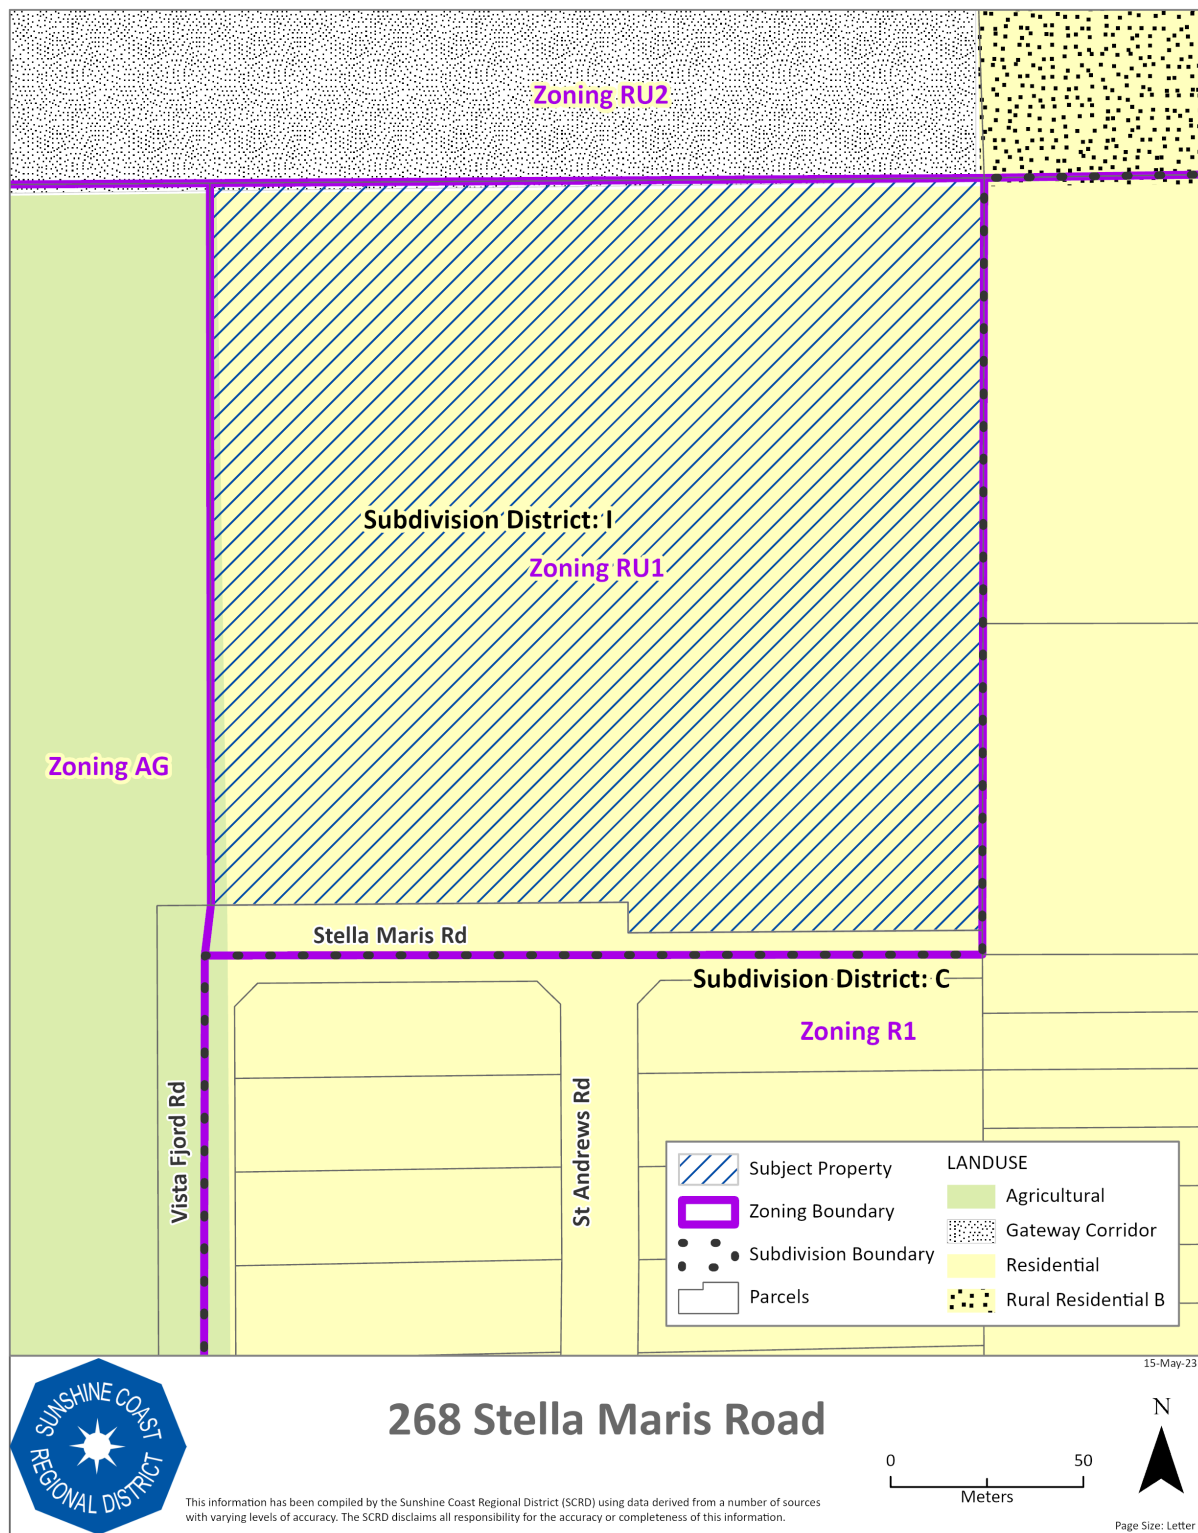 Zoning RU2
Subdivision District: I
Zoning RU1
Zoning AG
Stella Maris Rd
Subdivision District: C
Zoning R1
Vista Fjord Rd
St Andrews Rd
Subject Property
Zoning Boundary
Subdivision Boundary
Parcels
LANDUSE
Agricultural
Gateway Corridor
Residential
Rural Residential B
15-May-23
SUNSHINE COAST
REGIONAL DISTRICT
268 Stella Maris Road
0 50
Meters
N
This information has been compiled by the Sunshine Coast Regional District (SCRD) using data derived from a number of sources
with varying levels of accuracy. The SCRD disclaims all responsibility for the accuracy or completeness of this information.
Page Size: Letter